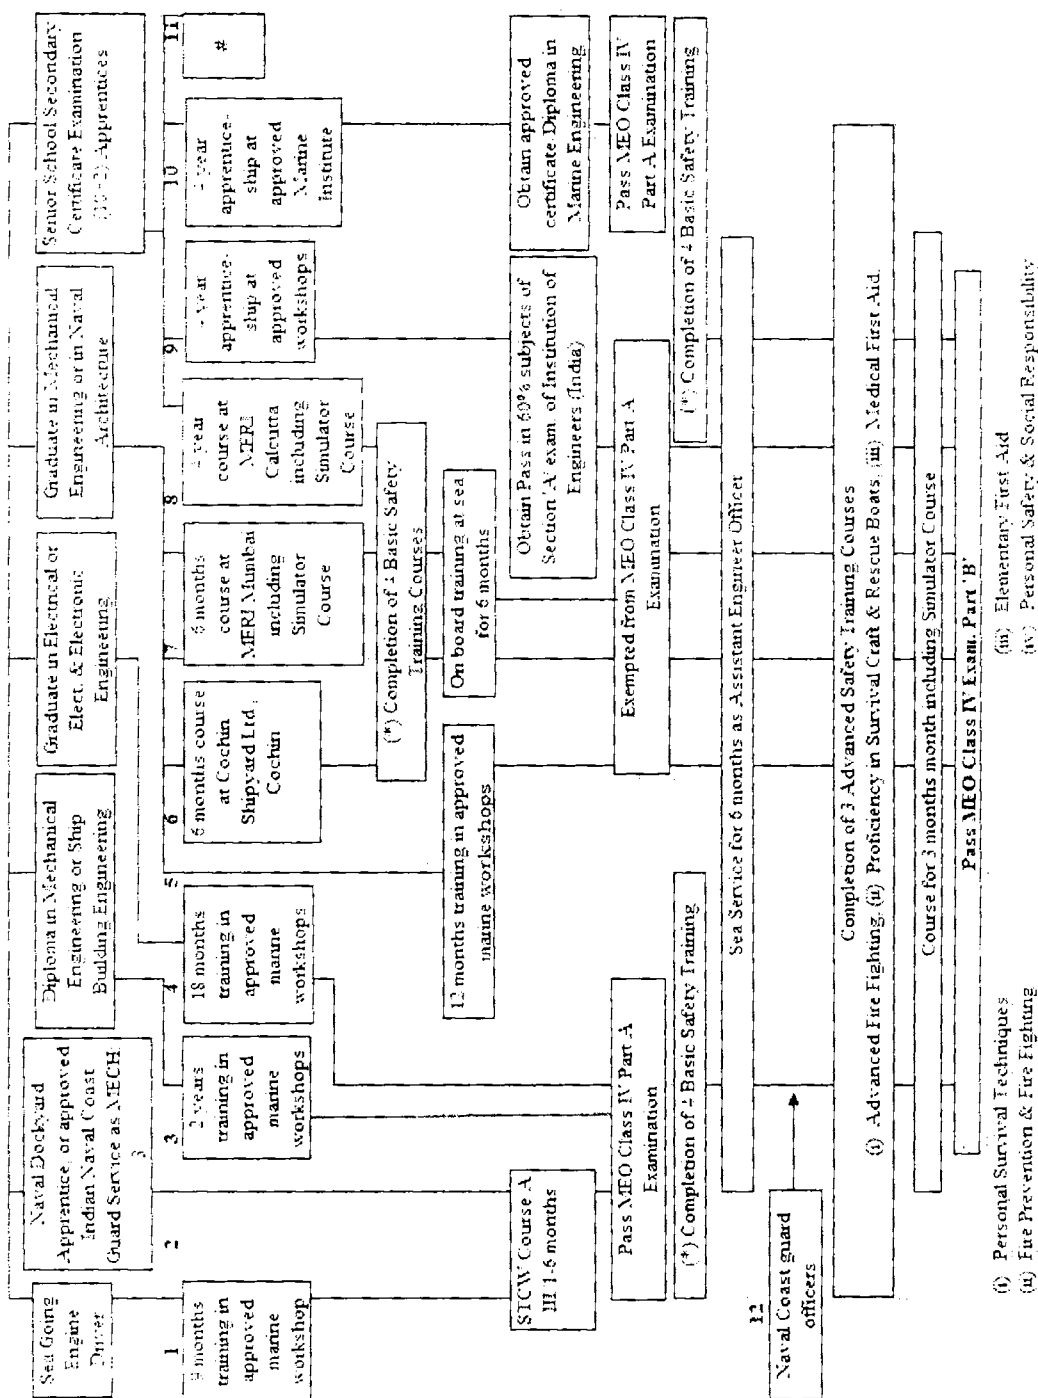 Sea Going
Engine
Driver
Naval Dockyard
Apprentice, or approved
Indian Naval Coast
Guard Service as MECH
3
Diploma in Mechanical
Engineering or Ship
Building Engineering
Graduate in Electrical or
Elect. & Electronic
Engineering
Graduate in Mechanical
Engineering or in Naval
Architecture
Senior School Secondary
Certificate Examination
Apprentices
1
2
3
4
5
6
7
8
9
10
11
months
training in
approved
marine
workshop
2 years
training in
approved
marine
workshops
18 months
training in
approved
marine
workshops
6 months course
at Cochin
Shipyard Ltd.,
Cochin
6 months
course at
MERI Mumbai
including
Simulator
Course
4 year
course at
MERI
Calcutta
including
Simulator
Course
year
apprentice-
ship at
approved
workshops
year
apprentice-
ship at
approved
Marine
Institute
#
(*) Completion of 4 Basic Safety
Training Courses
12 months training in approved
marine workshops
On board training at sea
for 6 months
STCW Course A
III 1-6 months
Obtain Pass in 60% subjects of
Section 'A' exam. of Institution of
Engineers (India)
Obtain approved
certificate Diploma in
Marine Engineering
Pass MEO Class IV Part A
Examination
Exempted from MEO Class IV Part A
Examination
Pass MEO Class IV
Part A Examination
(*) Completion of 4 Basic Safety Training
(*) Completion of 4 Basic Safety Training
Sea Service for 6 months as Assistant Engineer Officer
12
Naval Coast guard
officers
Completion of 3 Advanced Safety Training Courses
(i) Advanced Fire Fighting. (ii) Proficiency in Survival Craft & Rescue Boats. (iii) Medical First Aid.
Course for 3 months month including Simulator Course
Pass MEO Class IV Exam. Part 'B'
(i) Personal Survival Techniques
(ii) Fire Prevention & Fire Fighting
(iii) Elementary First Aid
(iv) Personal Safety & Social Responsibility